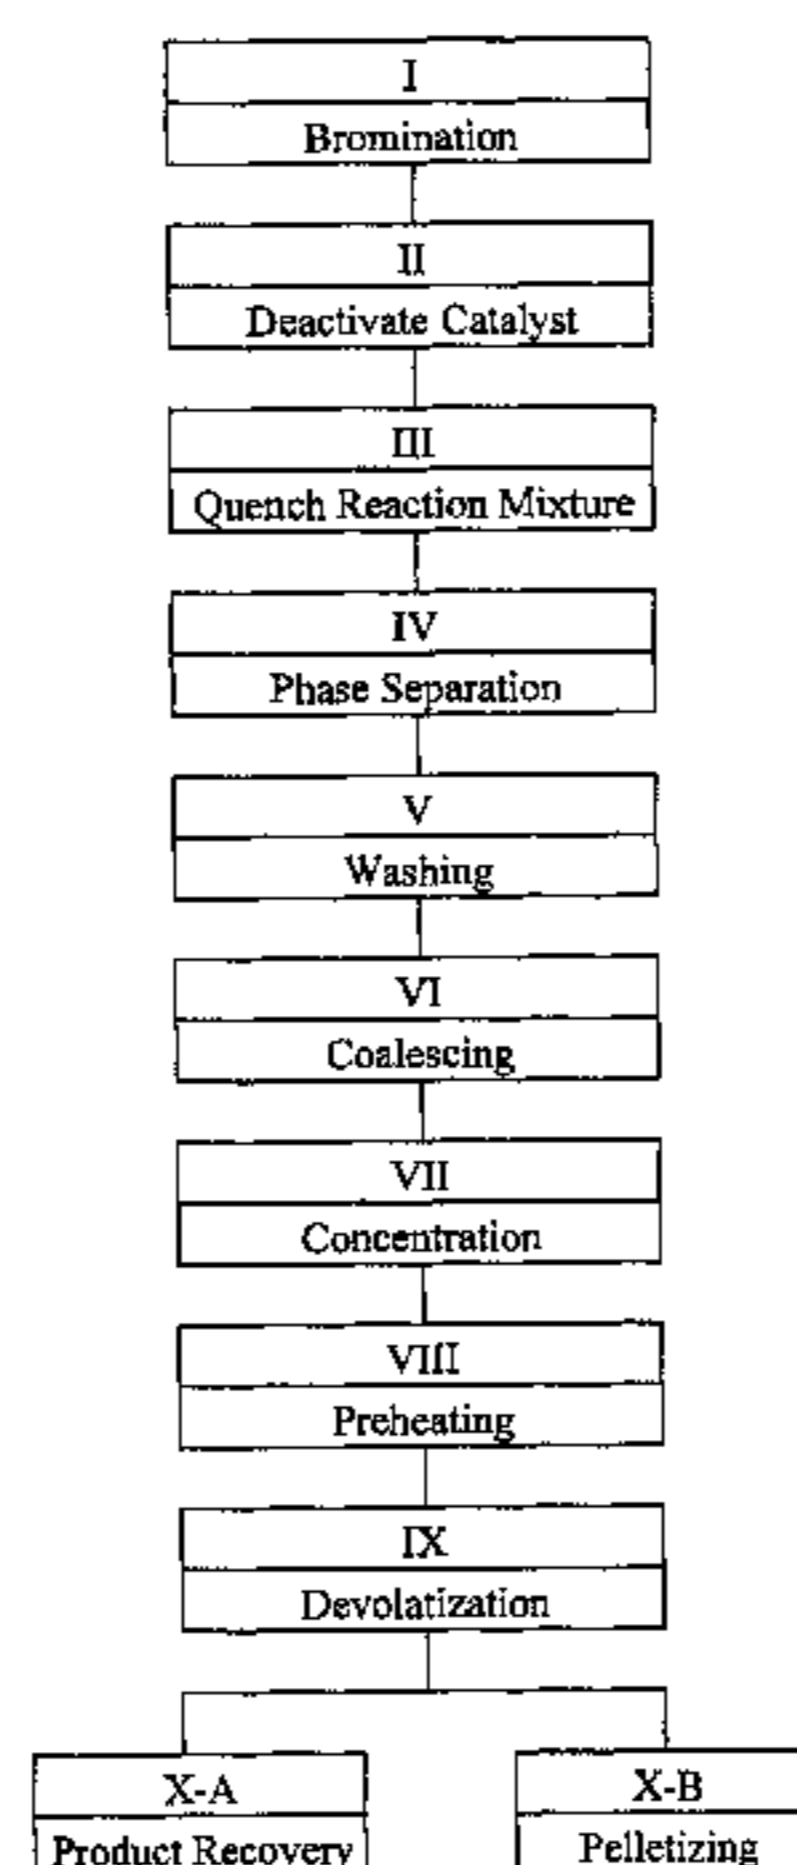 I
Bromination
II
Deactivate Catalyst
III
Quench Reaction Mixture
IV
Phase Separation
V
Washing
VI
Coalescing
VII
Concentration
VIII
Preheating
IX
Devolatization
X-A
X-B
Product Recovery
Pelletizing